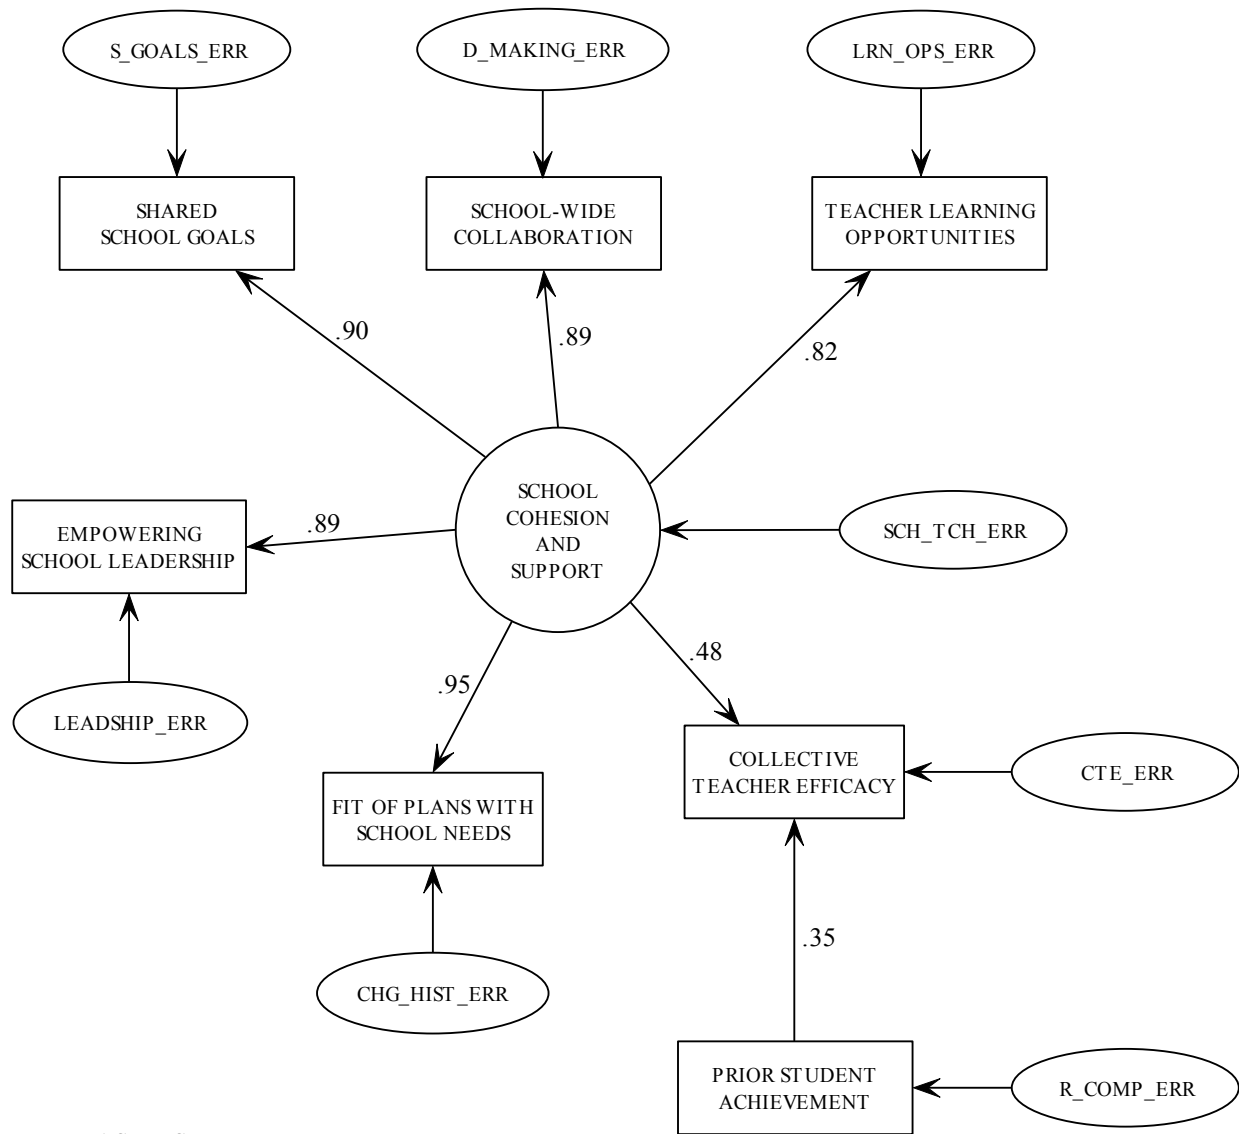 S_GOALS_ERR
D_MAKING_ERR
LRN_OPS_ERR
SHARED
SCHOOL GOALS
SCHOOL-WIDE
COLLABORATION
TEACHER LEARNING
OPPORTUNITIES
.90
.89
.82
EMPOWERING
SCHOOL LEADERSHIP
.89
SCHOOL
COHESION
AND
SUPPORT
SCH_TCH_ERR
LEADSHIP_ERR
.95
.48
FIT OF PLANS WITH
SCHOOL NEEDS
COLLECTIVE
TEACHER EFFICACY
CTE_ERR
CHG_HIST_ERR
.35
PRIOR STUDENT
ACHIEVEMENT
R_COMP_ERR